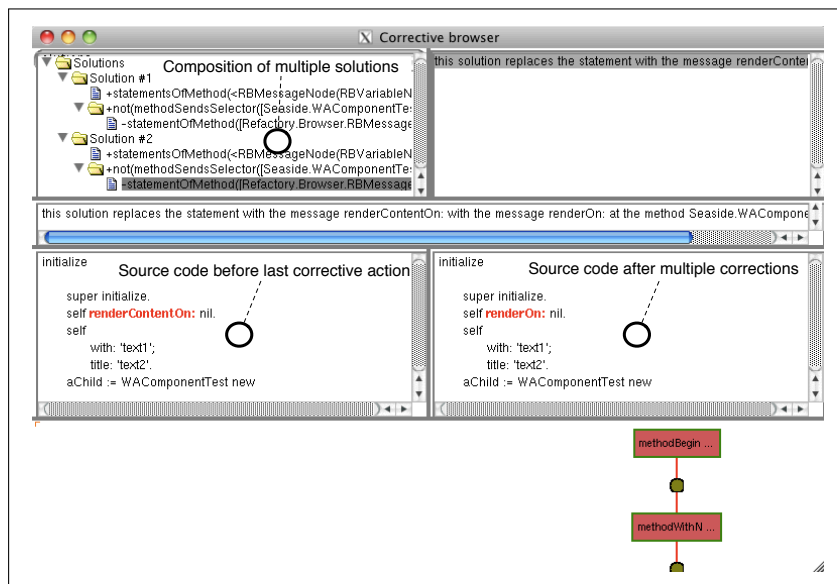 Corrective browser
Solutions
Composition of multiple solutions
this solution replaces the statement with the message renderConte
Solution #1
+statementsOfMethod(<RBMessageNode(RBVariableN
+not(methodSendsSelector([Seaside.WAComponentTe
-statementOfMethod([Refactory.Browser.RBMessage
Solution #2
+statementsOfMethod(<RBMessageNode(RBVariableN
+not(methodSendsSelector([Seaside.WAComponentTe
-statementOfMethod([Refactory.Browser.RBMessage
this solution replaces the statement with the message renderContentOn: with the message renderOn: at the method Seaside.WACompone
initialize
Source code before last corrective action
super initialize.
self renderContentOn: nil.
self
with: 'text1';
title: 'text2'.
aChild := WAComponentTest new
initialize
Source code after multiple corrections
super initialize.
self renderOn: nil.
self
with: 'text1';
title: 'text2'.
aChild := WAComponentTest new
methodBegin ...
methodWithN ...